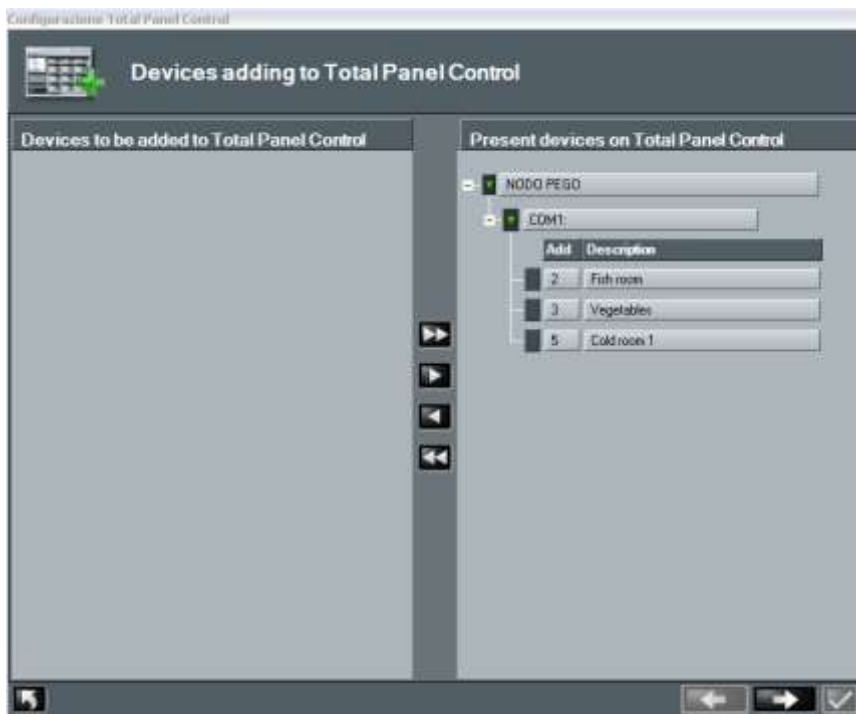 Configurazione Total Panel Control
Devices adding to Total Panel Control
Devices to be added to Total Panel Control
Present devices on Total Panel Control
NODO PEGO
COM1:
Add Description
2 Fish room
3 Vegetables
5 Cold room 1